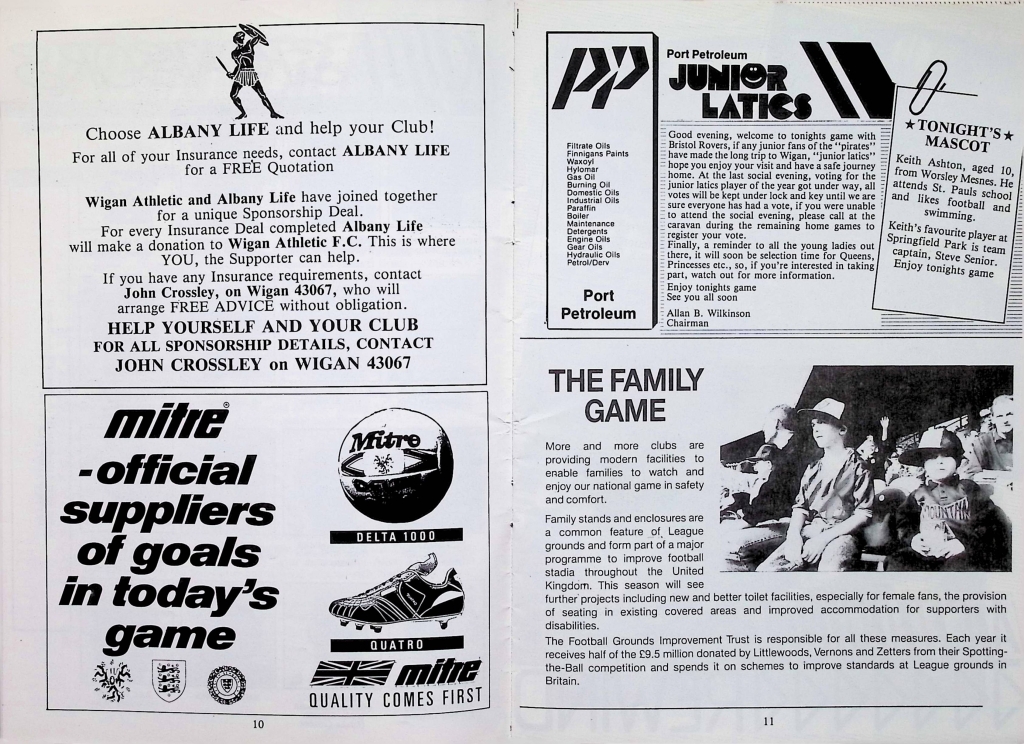 Choose ALBANY LIFE and help your Club!
For all of your Insurance needs, contact ALBANY LIFE
for a FREE Quotation
Wigan Athletic and Albany Life have joined together
for a unique Sponsorship Deal.
For every Insurance Deal completed Albany Life
will make a donation to Wigan Athletic F.C. This is where
YOU, the Supporter can help.
If you have any Insurance requirements, contact
John Crossley, on Wigan 43067, who will
arrange FREE ADVICE without obligation.
HELP YOURSELF AND YOUR CLUB
FOR ALL SPONSORSHIP DETAILS, CONTACT
JOHN CROSSLEY on WIGAN 43067
mitre®
-official
suppliers
of goals
in today's
game
Mitre
DELTA 1000
QUATRO
mitre
QUALITY COMES FIRST
10
pp
Filtrate Oils
Finnigans Paints
Waxoyl
Hylomar
Gas Oil
Burning Oil
Domestic Oils
Industrial Oils
Paraffin
Boiler
Maintenance
Detergents
Engine Oils
Gear Oils
Hydraulic Oils
Petrol/Derv
Port
Petroleum
Port Petroleum
JUNIOR
LATICS
Good evening, welcome to tonights game with
Bristol Rovers, if any junior fans of the "pirates"
have made the long trip to Wigan, "junior latics"
hope you enjoy your visit and have a safe journey
home. At the last social evening, voting for the
junior latics player of the year got under way, all
votes will be kept under lock and key until we are
sure everyone has had a vote, if you were unable
to attend the social evening, please call at the
caravan during the remaining home games to
register your vote.
Finally, a reminder to all the young ladies out
there, it will soon be selection time for Queens,
Princesses etc., so, if you're interested in taking
part, watch out for more information.
Enjoy tonights game
See you all soon
Allan B. Wilkinson
Chairman
★TONIGHT'S★
MASCOT
Keith Ashton, aged 10,
from Worsley Mesnes. He
attends St. Pauls school
and likes football and
swimming.
Keith's favourite player at
Springfield Park is team
captain, Steve Senior.
Enjoy tonights game
THE FAMILY
GAME
More and more clubs are
providing modern facilities to
enable families to watch and
enjoy our national game in safety
and comfort.
Family stands and enclosures are
a common feature of League
grounds and form part of a major
programme to improve football
stadia throughout the United
Kingdom. This season will see
further projects including new and better toilet facilities, especially for female fans, the provision
of seating in existing covered areas and improved accommodation for supporters with
disabilities.
The Football Grounds Improvement Trust is responsible for all these measures. Each year it
receives half of the £9.5 million donated by Littlewoods, Vernons and Zetters from their Spotting-
the-Ball competition and spends it on schemes to improve standards at League grounds in
Britain.
MOUNTAIN
11